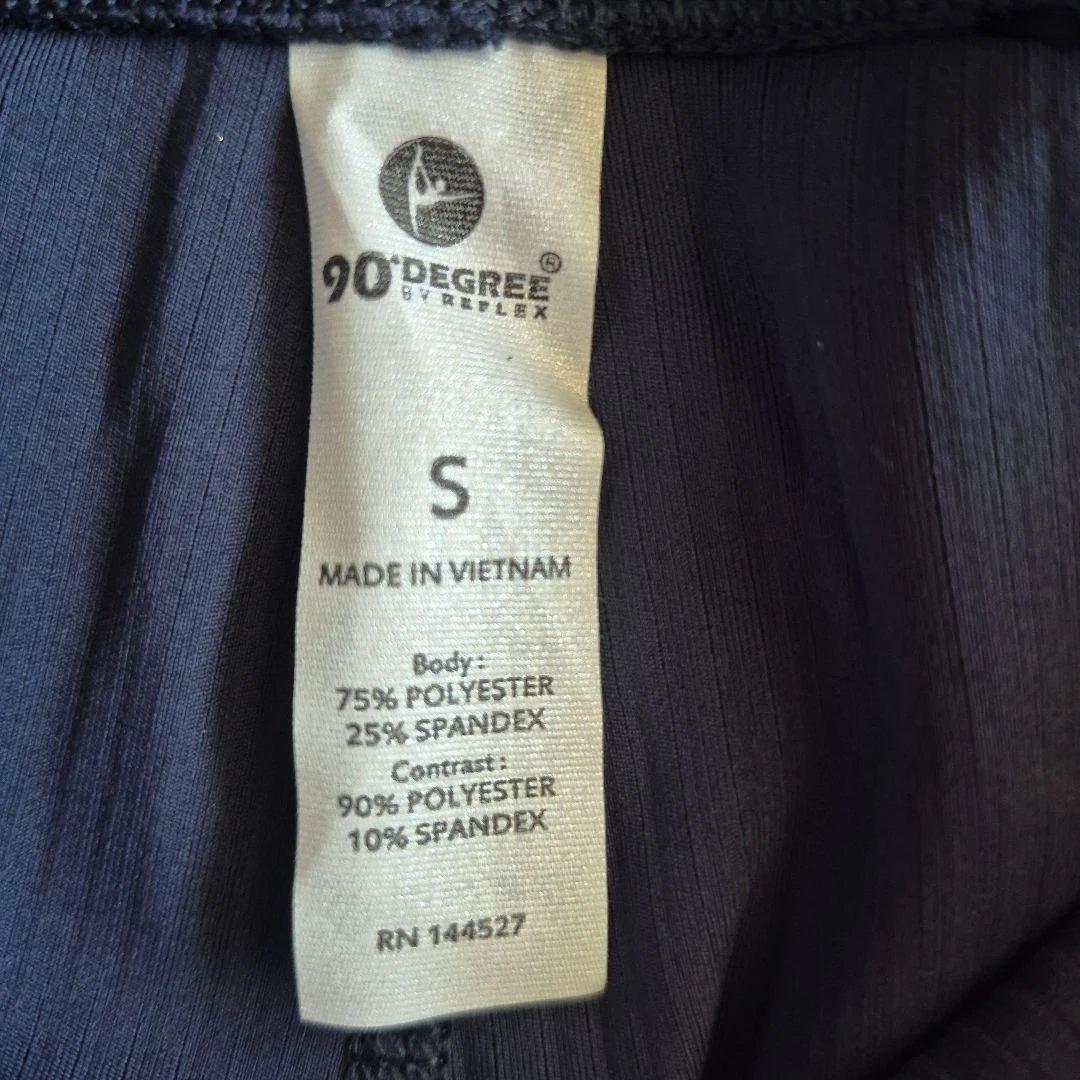 90° DEGREE®
BY REFLEX
S
MADE IN VIETNAM
Body:
75% POLYESTER
25% SPANDEX
Contrast:
90% POLYESTER
10% SPANDEX
RN 144527